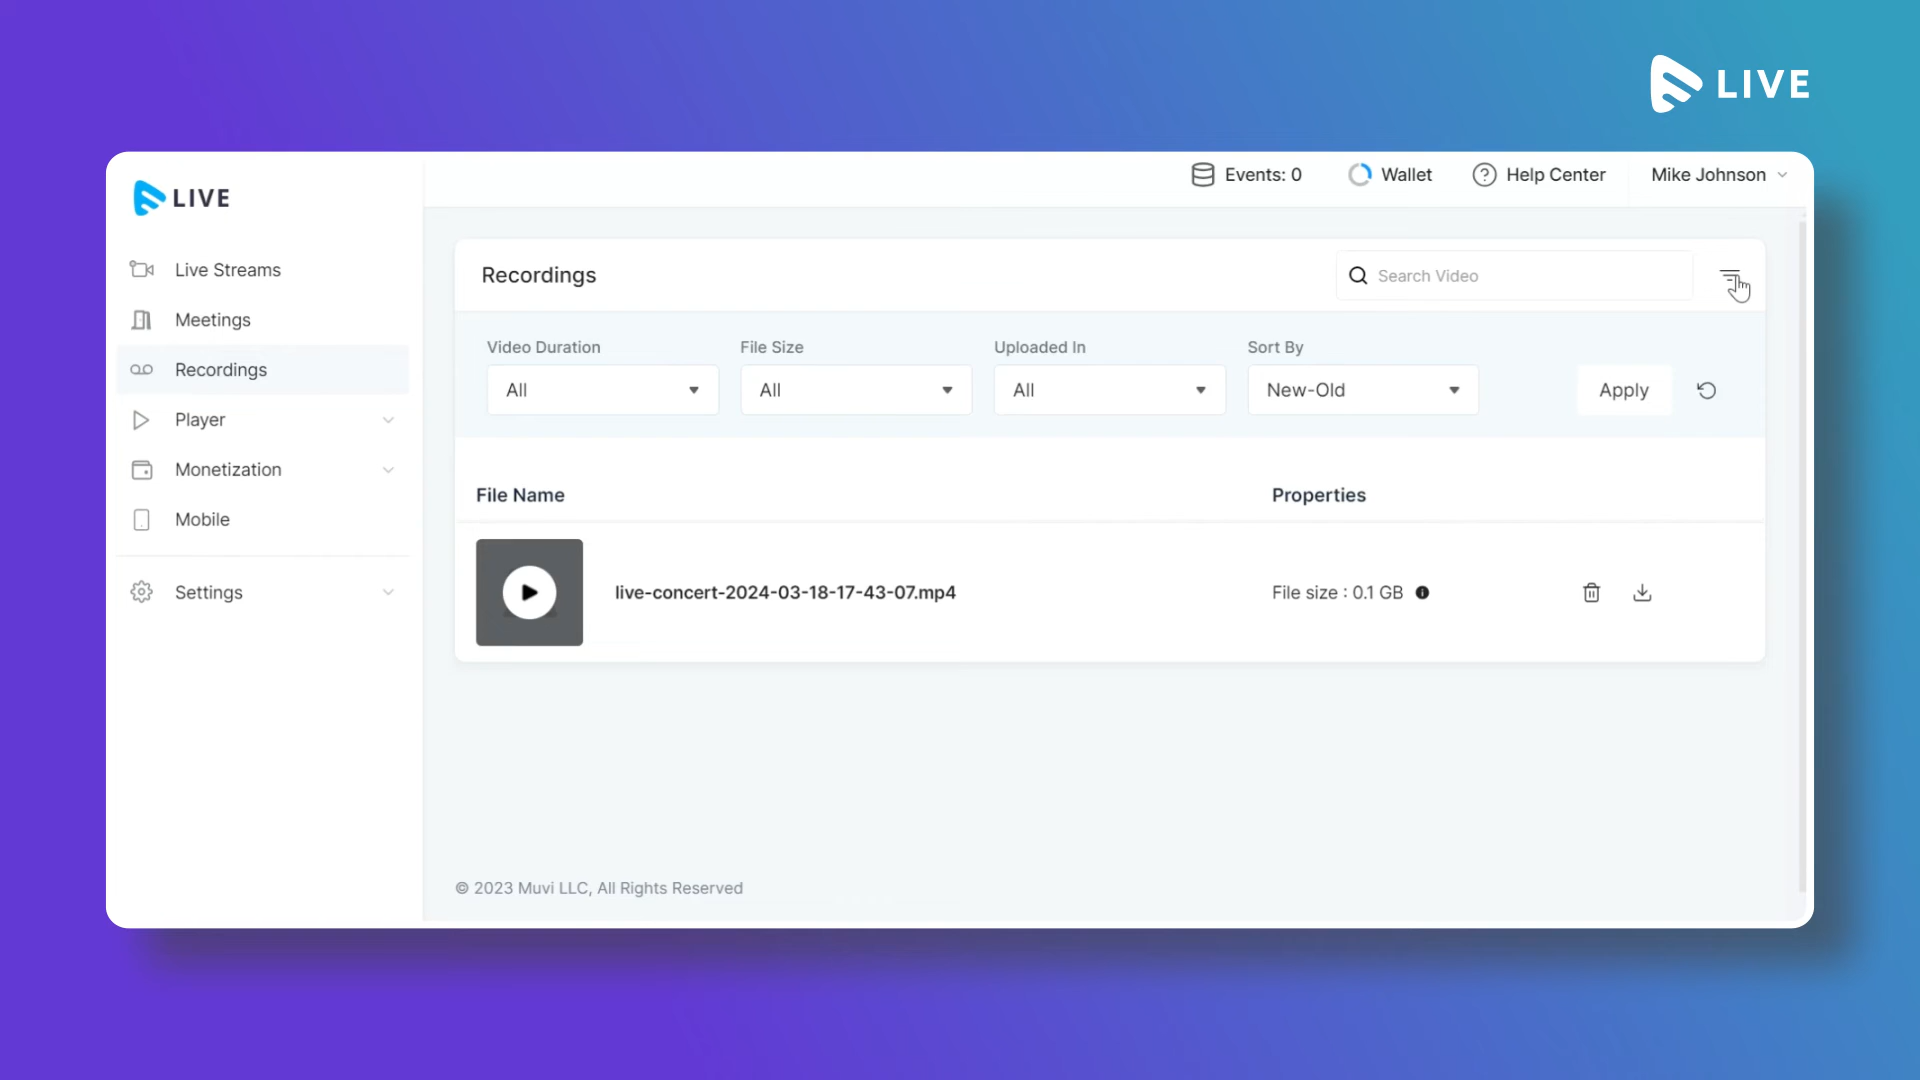 LIVE
LIVE
Events: 0
Wallet
Help Center
Mike Johnson
Live Streams
Meetings
Recordings
Player
Monetization
Mobile
Settings
Recordings
Search Video
Video Duration
File Size
Uploaded In
Sort By
All
All
All
New-Old
Apply
File Name
Properties
live-concert-2024-03-18-17-43-07.mp4
File size : 0.1 GB
© 2023 Muvi LLC, All Rights Reserved